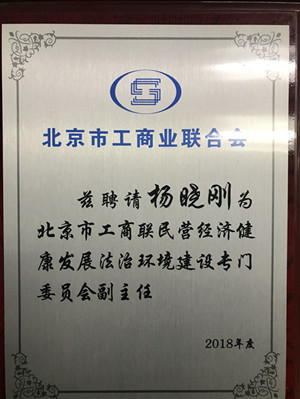 北京市工商业联合会
兹聘请杨晓刚为
北京市工商联民营经济健
康发展法治环境建设专门
委员会副主任
2018年度